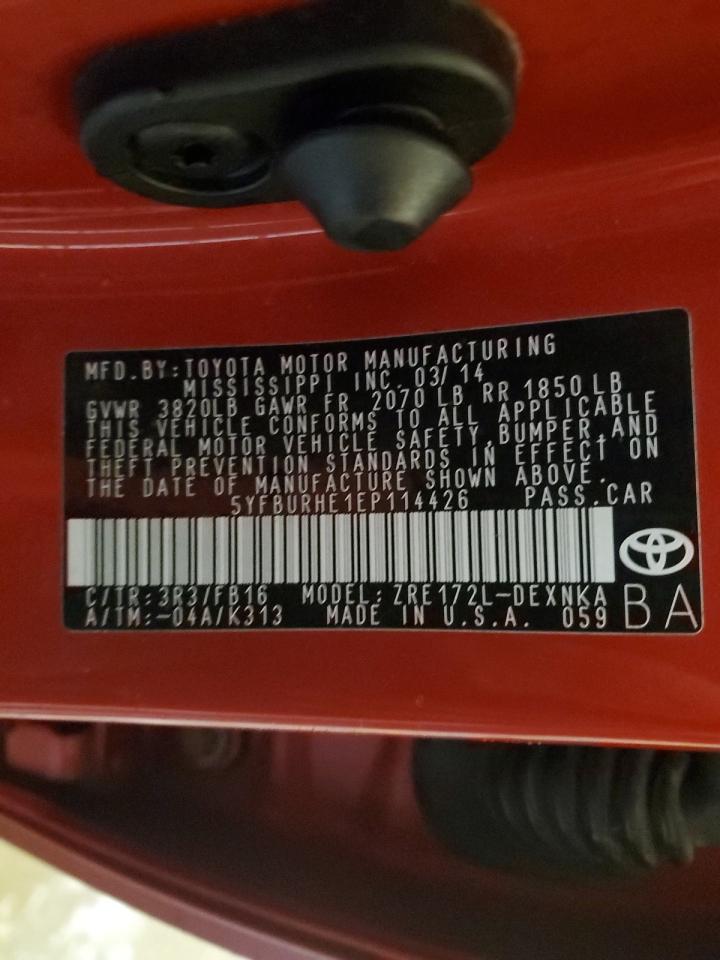 MFD.BY:TOYOTA MOTOR MANUFACTURING
MISSISSIPPI INC. 03/14
GVWR 3820LB GAWR FR 2070 LB RR 1850 LB
THIS VEHICLE CONFORMS TO ALL APPLICABLE
FEDERAL MOTOR VEHICLE SAFETY,BUMPER,AND
THEFT PREVENTION STANDARDS IN EFFECT ON
THE DATE OF MANUFACTURE SHOWN ABOVE.
5YFBURHE1EP114426 PASS.CAR
C/TR:3R3/FB16 MODEL:ZRE172L-DEXNKA
A/TM:-04A/K313 MADE IN U.S.A. 059
BA